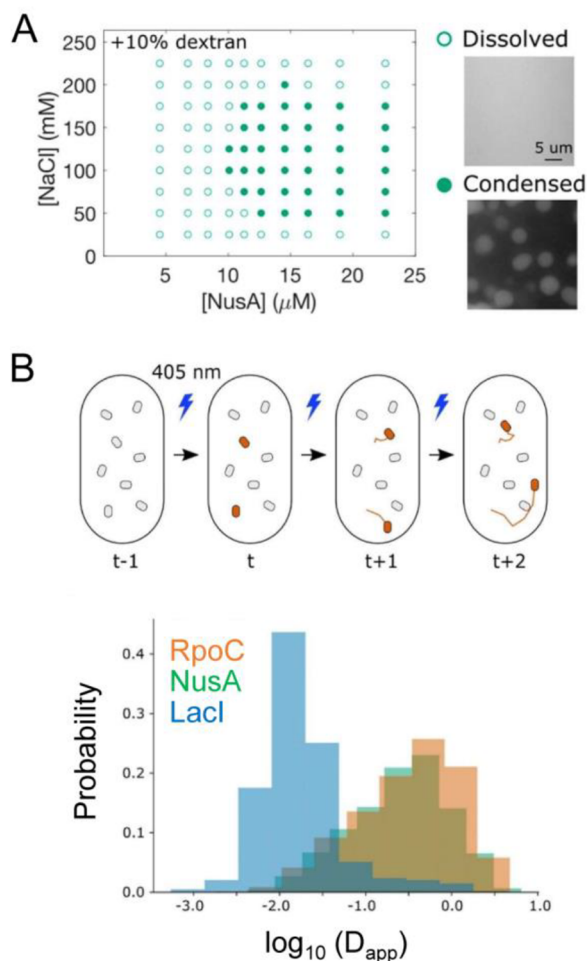 A
+10% dextran
250
200
150
100
50
0
[NaCl] (mM)
5 10 15 20 25
[NusA] (μM)
Dissolved
5 um
Condensed
B
405 nm
t-1 t t+1 t+2
RpoC
NusA
LacI
0.4
0.3
0.2
0.1
0.0
Probability
-3.0 -2.0 -1.0 0.0 1.0
log10 (Dapp)